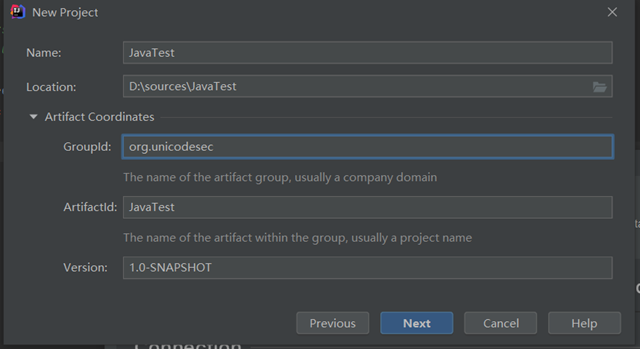 New Project
Name: JavaTest
Location: D:\sources\JavaTest
Artifact Coordinates
GroupId: org.unicodesec
The name of the artifact group, usually a company domain
ArtifactId: JavaTest
The name of the artifact within the group, usually a project name
Version: 1.0-SNAPSHOT
Previous Next Cancel Help
Connection